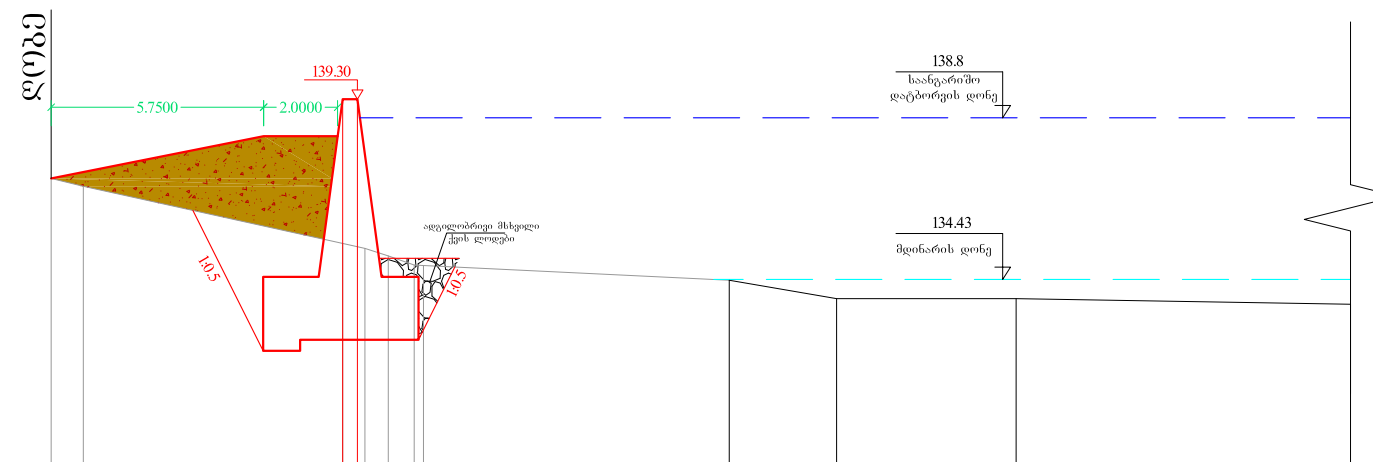 ღობე
139.30
5.7500
2.0000
138.8
საანგარიშო
დატბორვის დონე
134.43
მდინარის დონე
ადგილობრივი მსხვილი
ქვის ლოდები
1:0.5
1:0.5